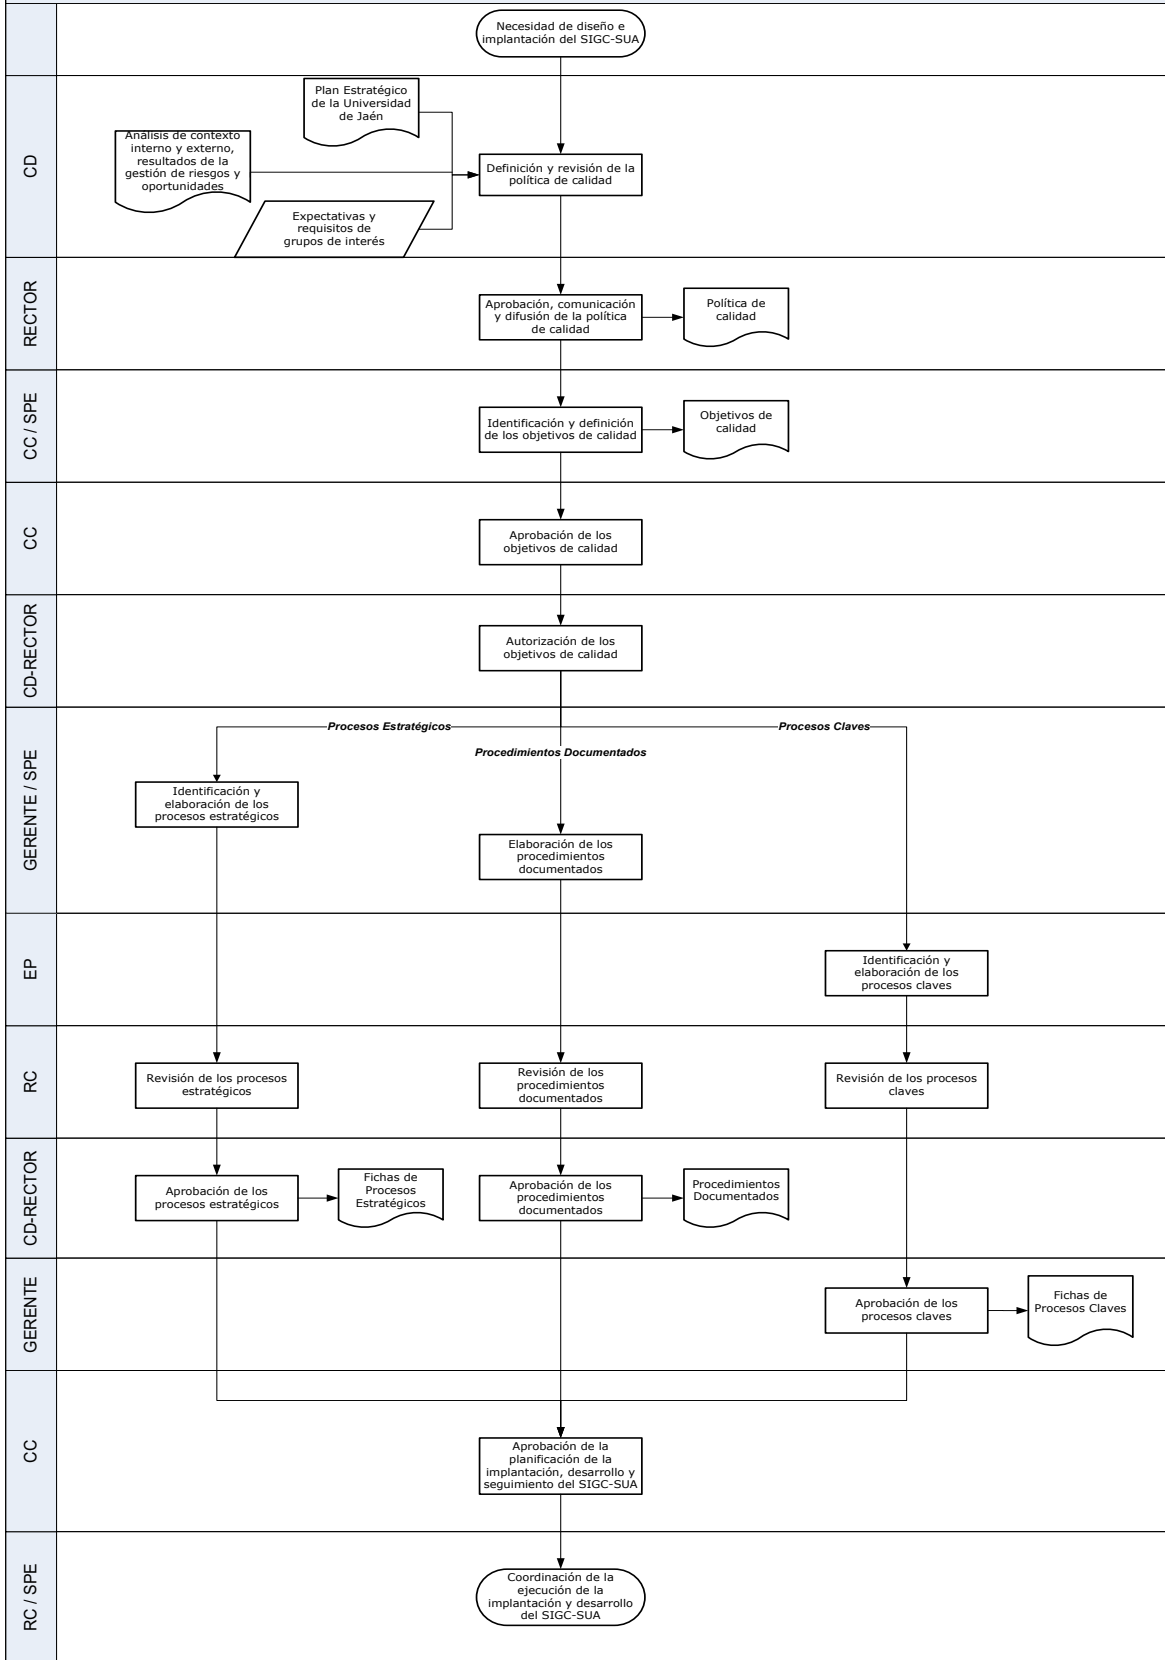 Necesidad de diseño e
implantación del SIGC-SUA
CD
Plan Estratégico
de la Universidad
de Jaén
Análisis de contexto
interno y externo,
resultados de la
gestión de riesgos y
oportunidades
Definición y revisión de la
política de calidad
Expectativas y
requisitos de
grupos de interés
RECTOR
Aprobación, comunicación
y difusión de la política
de calidad
Política de
calidad
CC / SPE
Identificación y definición
de los objetivos de calidad
Objetivos de
calidad
CC
Aprobación de los
objetivos de calidad
CD-RECTOR
Autorización de los
objetivos de calidad
GERENTE / SPE
Procesos Estratégicos
Procesos Claves
Procedimientos Documentados
Identificación y
elaboración de los
procesos estratégicos
Elaboración de los
procedimientos
documentados
EP
Identificación y
elaboración de los
procesos claves
RC
Revisión de los procesos
estratégicos
Revisión de los
procedimientos
documentados
Revisión de los procesos
claves
CD-RECTOR
Aprobación de los
procesos estratégicos
Fichas de
Procesos
Estratégicos
Aprobación de los
procedimientos
documentados
Procedimientos
Documentados
GERENTE
Aprobación de los
procesos claves
Fichas de
Procesos Claves
CC
Aprobación de la
planificación de la
implantación, desarrollo y
seguimiento del SIGC-SUA
RC / SPE
Coordinación de la
ejecución de la
implantación y desarrollo
del SIGC-SUA